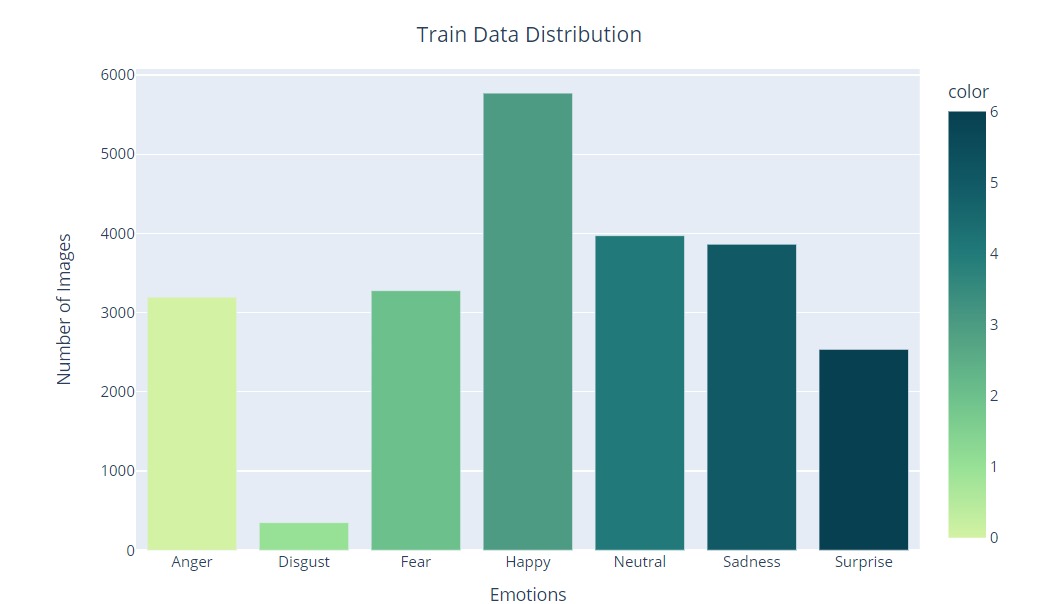 Train Data Distribution
Number of Images
6000
5000
4000
3000
2000
1000
0
Anger Disgust Fear Happy Neutral Sadness Surprise
Emotions
color
6
5
4
3
2
1
0